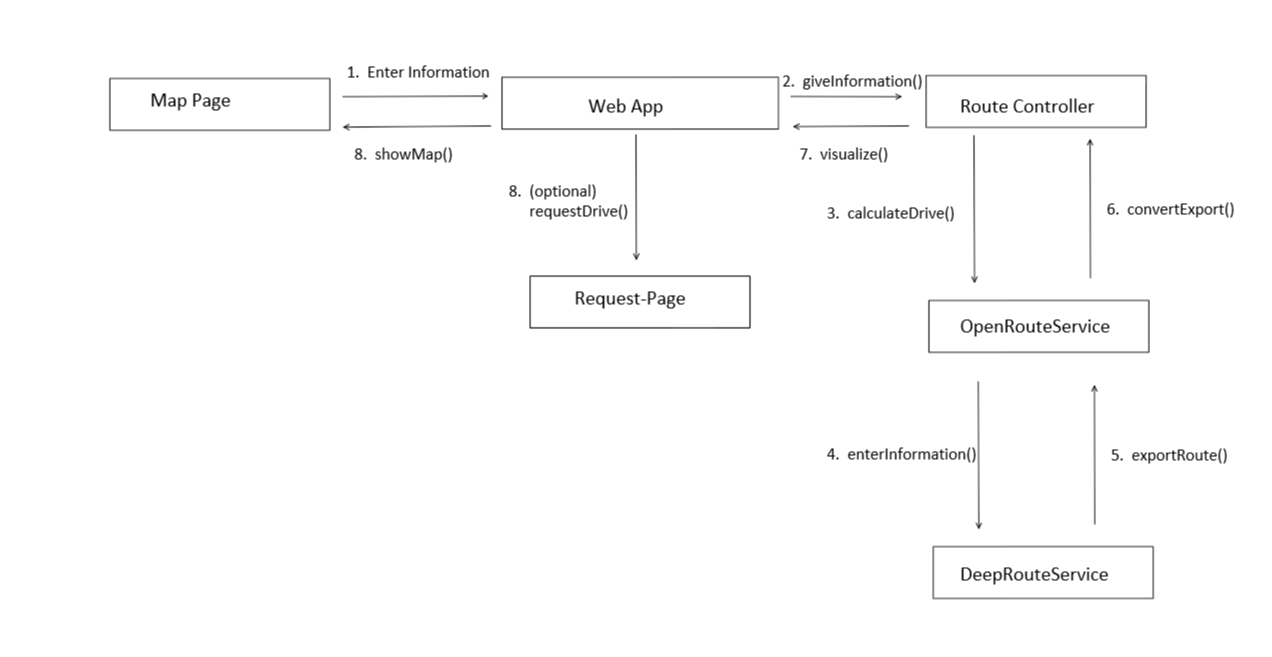 1. Enter Information
Map Page
Web App
2. giveInformation()
Route Controller
8. showMap()
7. visualize()
8. (optional)
requestDrive()
3. calculateDrive()
6. convertExport()
Request-Page
OpenRouteService
4. enterInformation()
5. exportRoute()
DeepRouteService